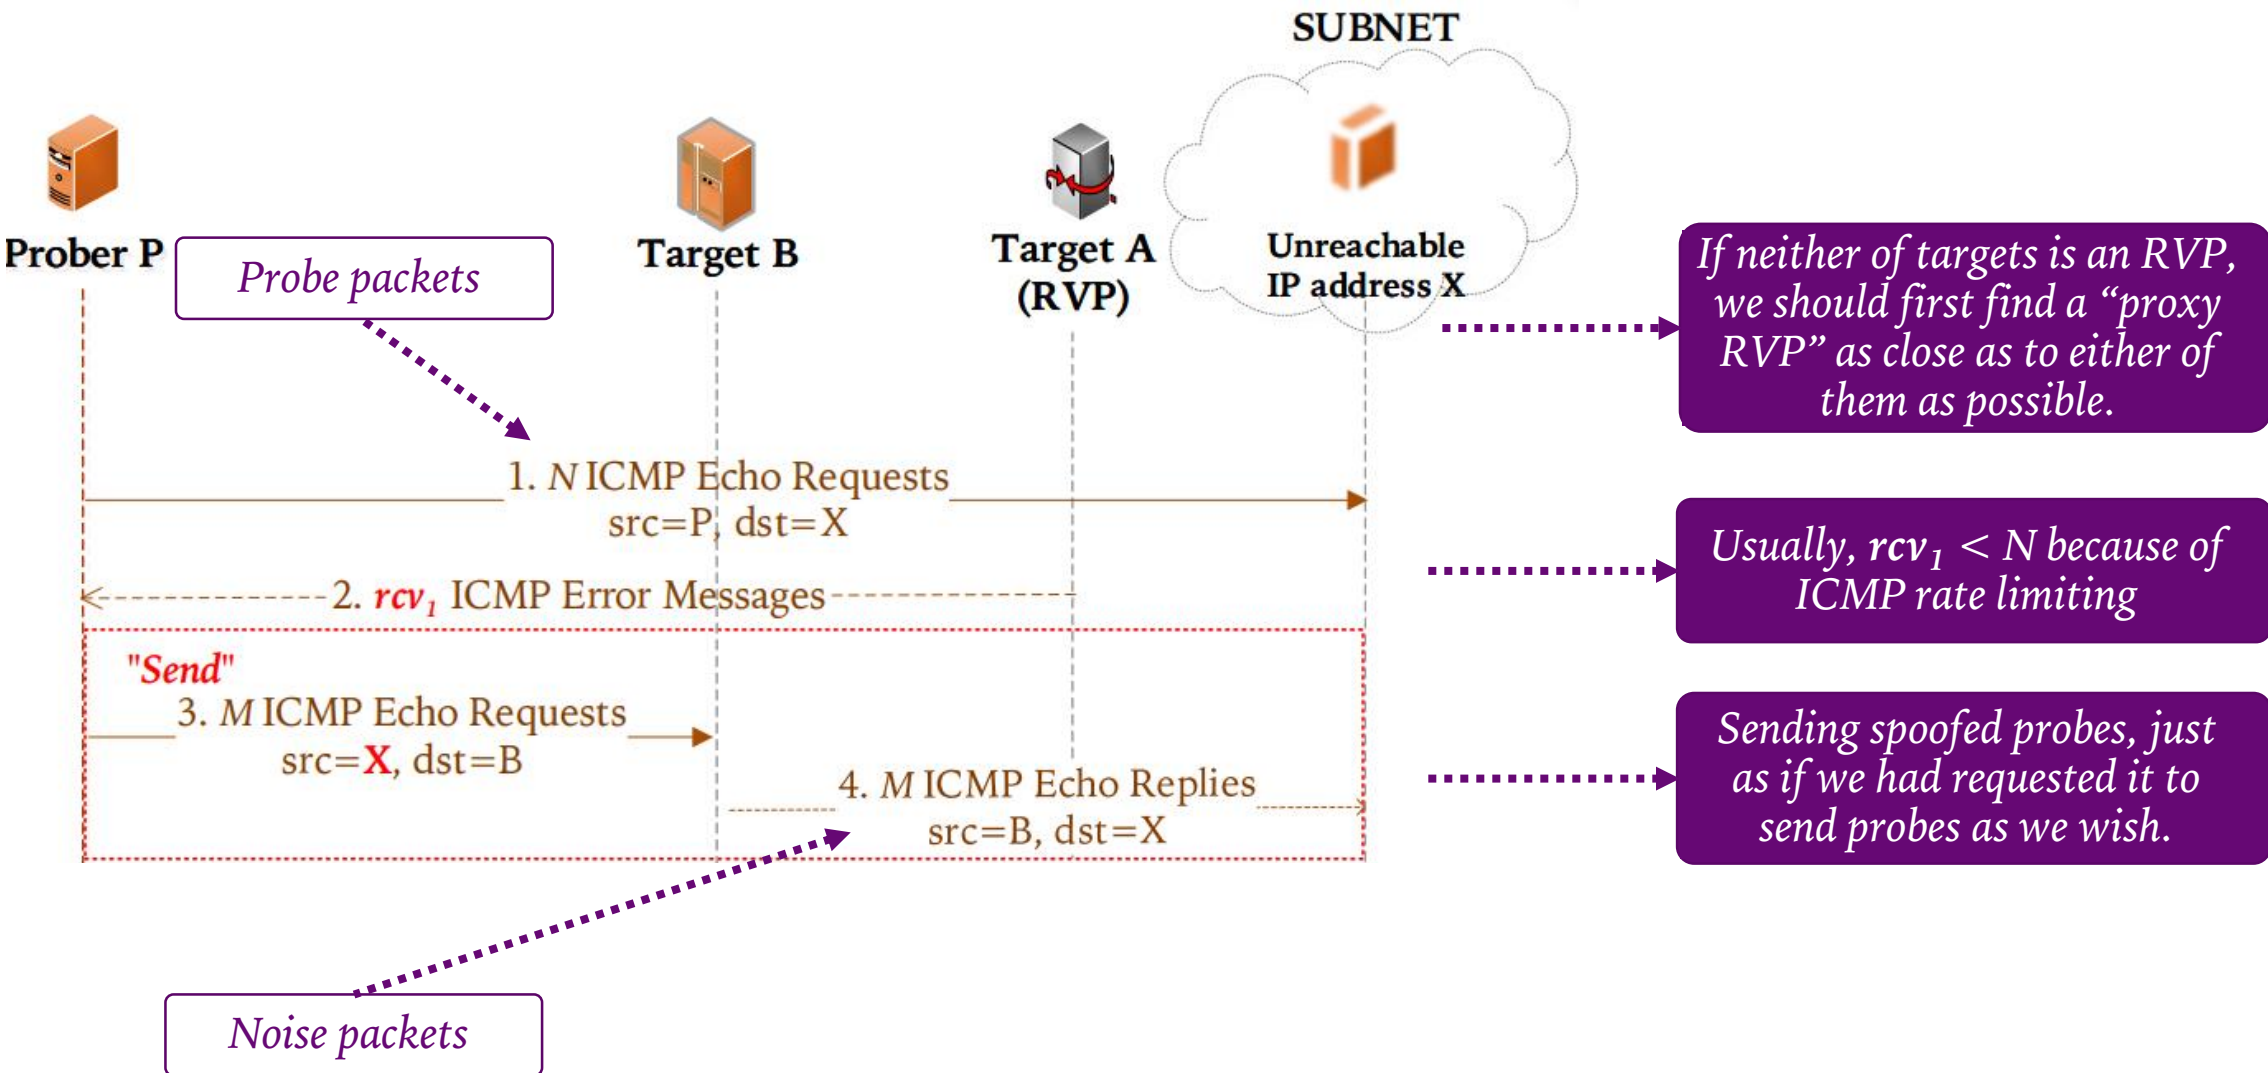 SUBNET
Prober P
Probe packets
Target B
Target A
(RVP)
Unreachable
IP address X
If neither of targets is an RVP,
we should first find a “proxy
RVP” as close as to either of
them as possible.
1. N ICMP Echo Requests
src=P, dst=X
Usually, rcv₁ < N because of
ICMP rate limiting
2. rcv₁ ICMP Error Messages
"Send"
3. M ICMP Echo Requests
src=X, dst=B
4. M ICMP Echo Replies
src=B, dst=X
Sending spoofed probes, just
as if we had requested it to
send probes as we wish.
Noise packets